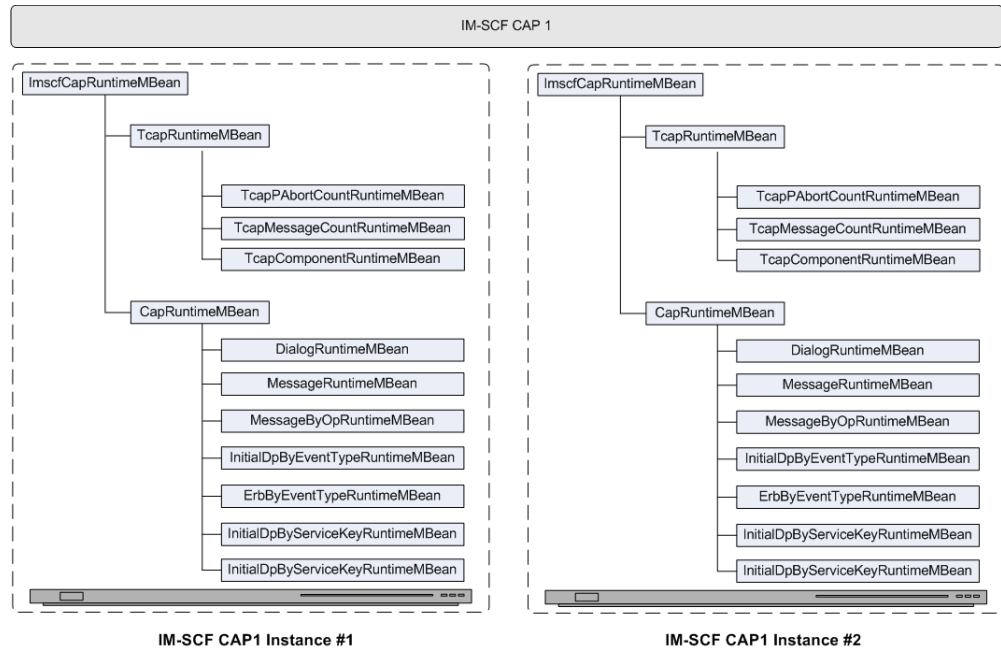 IM-SCF CAP 1
ImscfCapRuntimeMBean
TcapRuntimeMBean
TcapPAbortCountRuntimeMBean
TcapMessageCountRuntimeMBean
TcapComponentRuntimeMBean
CapRuntimeMBean
DialogRuntimeMBean
MessageRuntimeMBean
MessageByOpRuntimeMBean
InitialDpByEventTypeRuntimeMBean
ErbByEventTypeRuntimeMBean
InitialDpByServiceKeyRuntimeMBean
InitialDpByServiceKeyRuntimeMBean
IM-SCF CAP1 Instance #1
ImscfCapRuntimeMBean
TcapRuntimeMBean
TcapPAbortCountRuntimeMBean
TcapMessageCountRuntimeMBean
TcapComponentRuntimeMBean
CapRuntimeMBean
DialogRuntimeMBean
MessageRuntimeMBean
MessageByOpRuntimeMBean
InitialDpByEventTypeRuntimeMBean
ErbByEventTypeRuntimeMBean
InitialDpByServiceKeyRuntimeMBean
InitialDpByServiceKeyRuntimeMBean
IM-SCF CAP1 Instance #2